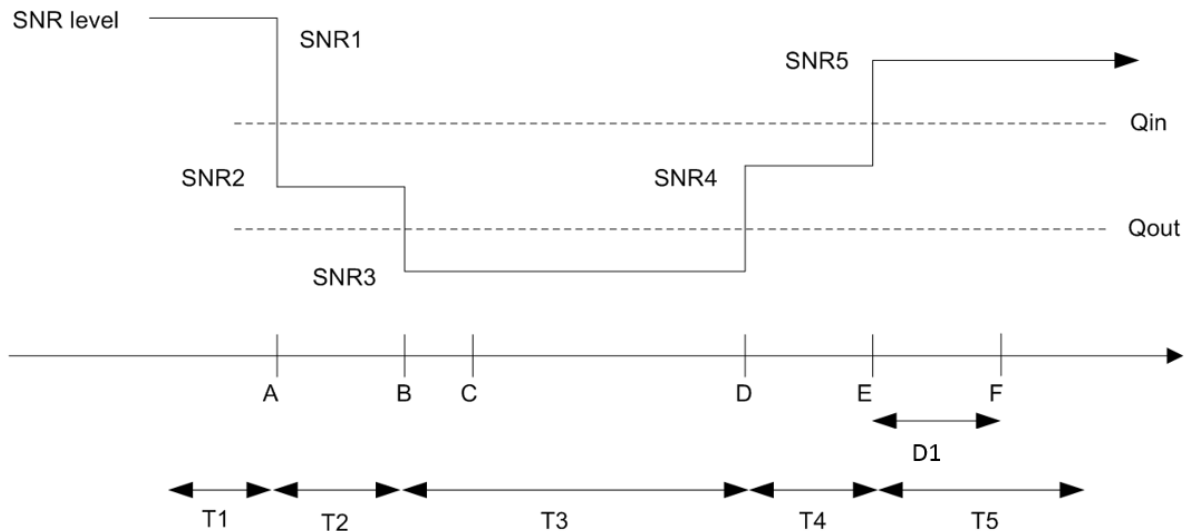 SNR level
SNR1
SNR5
Qin
SNR2
SNR4
Qout
SNR3
A B C D E F
D1
T1 T2 T3 T4 T5